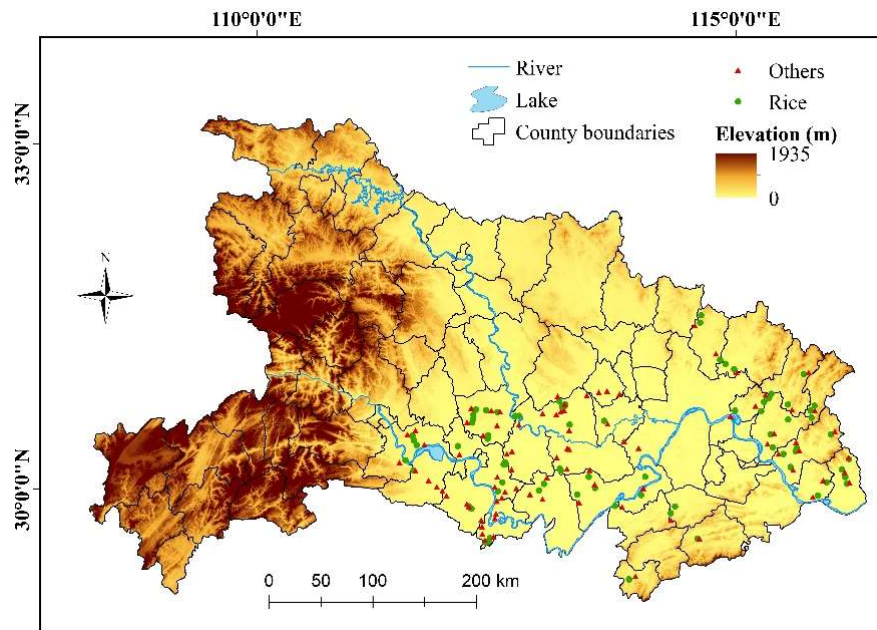 110°0'0"E 115°0'0"E
33°0'0"N
30°0'0"N
River
Lake
County boundaries
Others
Rice
Elevation (m)
1935
0
N
0 50 100 200 km